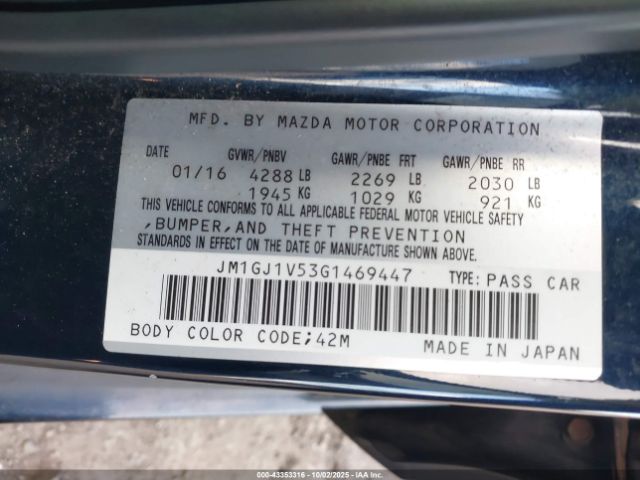 MFD. BY MAZDA MOTOR CORPORATION
DATE GVWR/PNBV GAWR/PNBE FRT GAWR/PNBE RR
01/16 4288 LB 2269 LB 2030 LB
1945 KG 1029 KG 921 KG
THIS VEHICLE CONFORMS TO ALL APPLICABLE FEDERAL MOTOR VEHICLE SAFETY
,BUMPER,AND THEFT PREVENTION
STANDARDS IN EFFECT ON THE DATE OF MANUFACTURE SHOWN ABOVE.
JM1GJ1V53G1469447 TYPE: PASS CAR
BODY COLOR CODE;42M MADE IN JAPAN
000-43353316 - 10/02/2025 - IAAI.CA